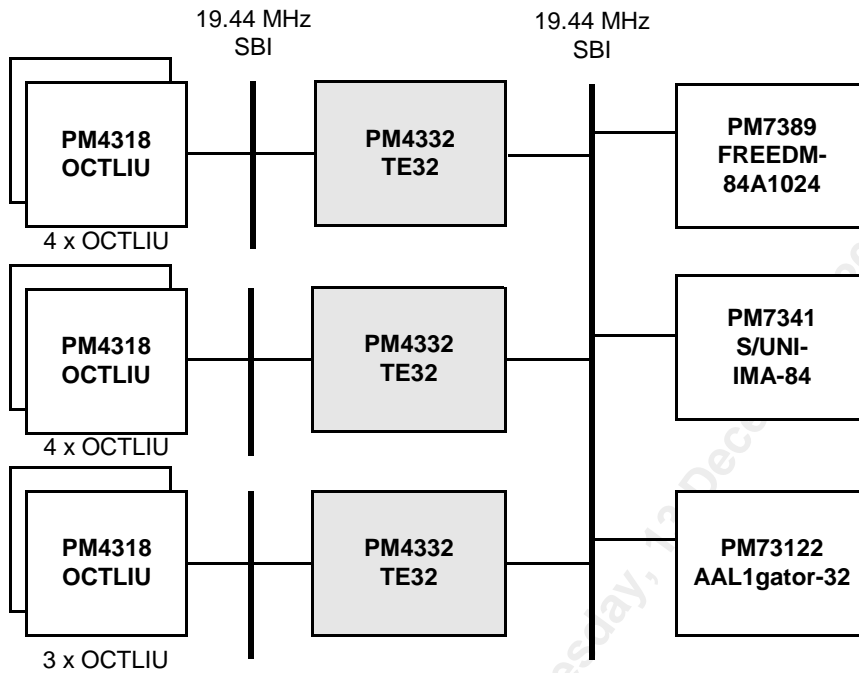 19.44 MHz
SBI
19.44 MHz
SBI
PM4318
OCTLIU
4 x OCTLIU
PM4332
TE32
PM7389
FREEDM-
84A1024
PM4318
OCTLIU
4 x OCTLIU
PM4332
TE32
PM7341
S/UNI-
IMA-84
PM4318
OCTLIU
3 x OCTLIU
PM4332
TE32
PM73122
AAL1gator-32